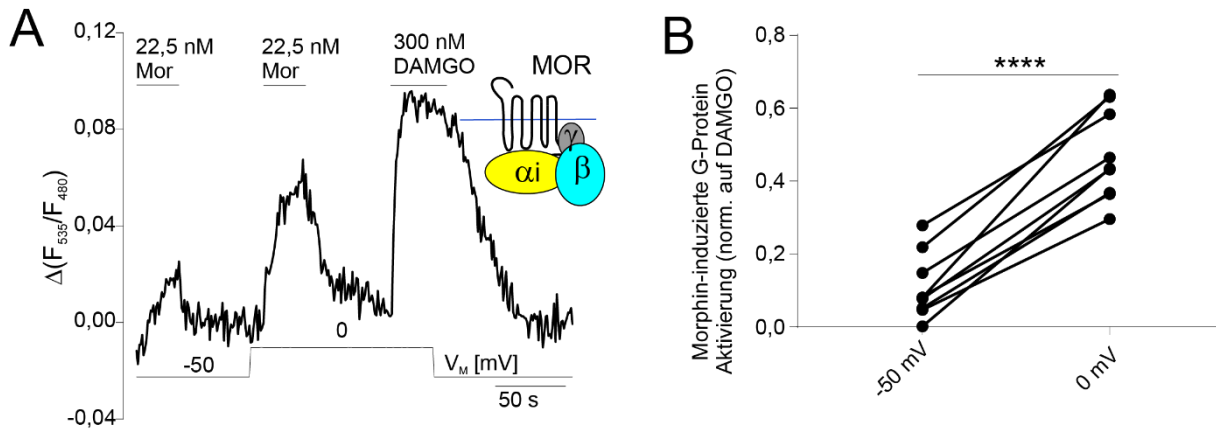 A
0,12
0,08
0,04
0,00
-0,04
Δ(F535/F480)
22,5 nM
Mor
22,5 nM
Mor
300 nM
DAMGO
MOR
αi
β
γ
-50
0
VM [mV]
50 s
B
0,8
0,6
0,4
0,2
0,0
Morphin-induzierte G-Protein
Aktivierung (norm. auf DAMGO)
****
-50 mV
0 mV